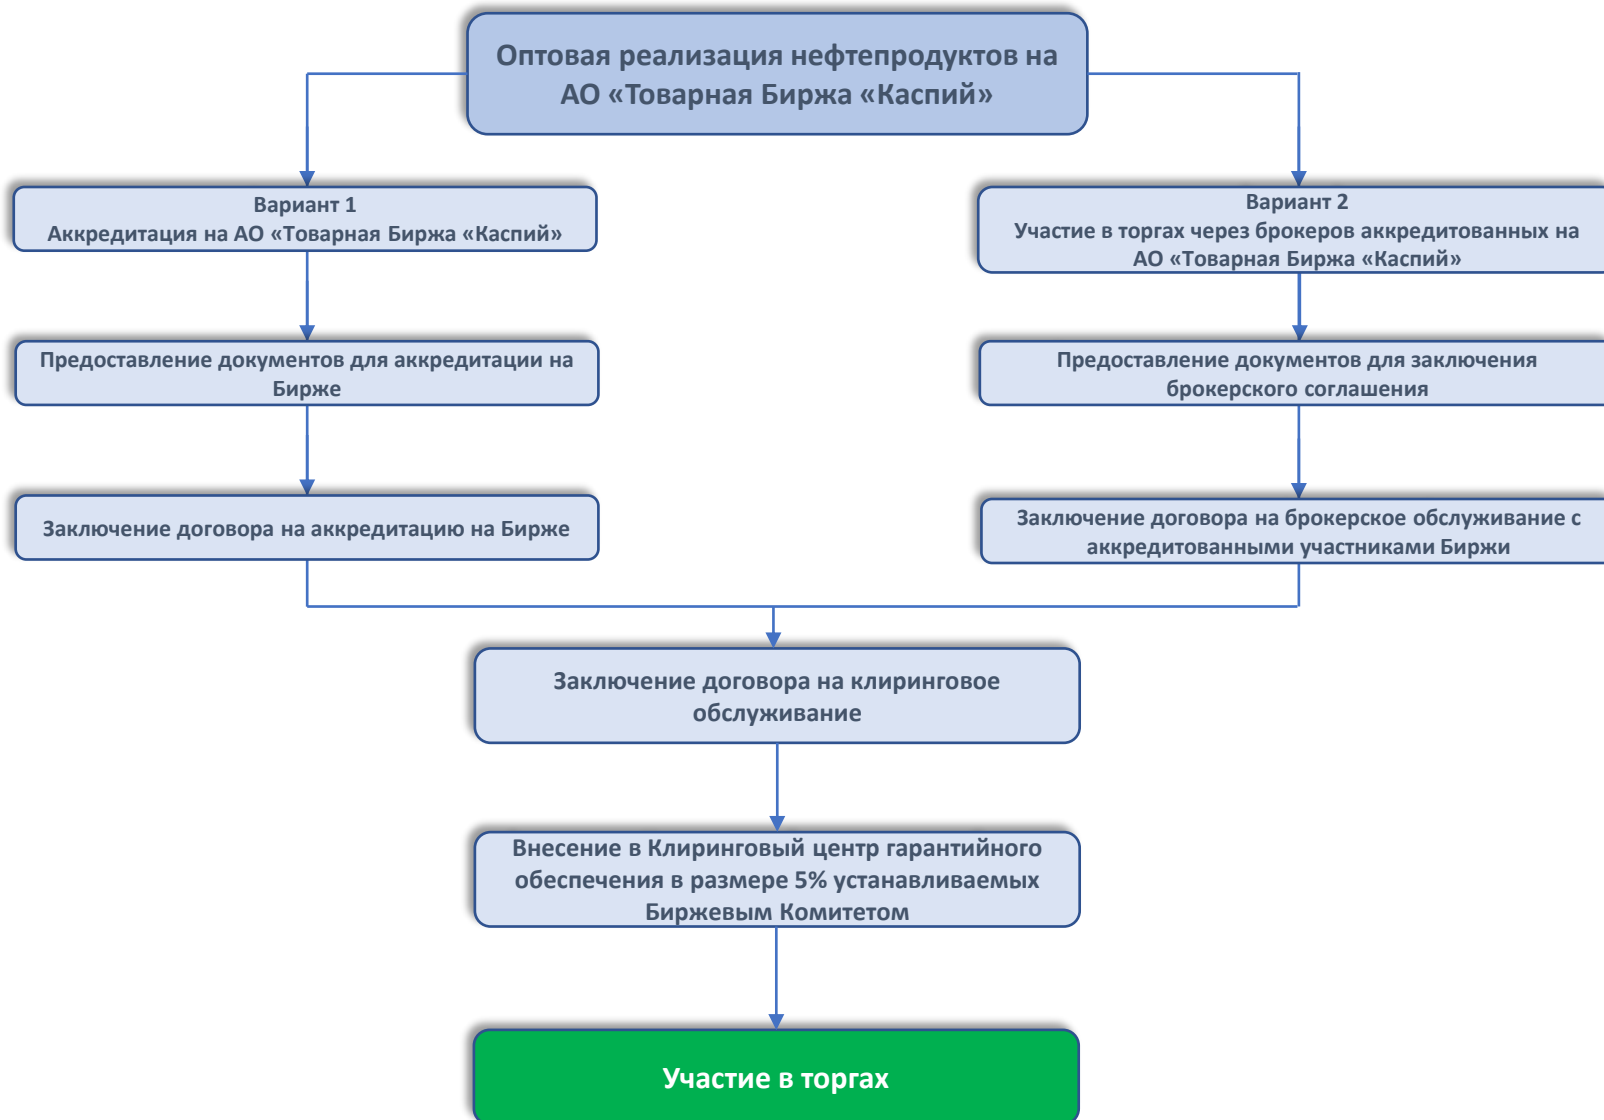 Оптовая реализация нефтепродуктов на
АО «Товарная Биржа «Каспий»
Вариант 1
Аккредитация на АО «Товарная Биржа «Каспий»
Вариант 2
Участие в торгах через брокеров аккредитованных на
АО «Товарная Биржа «Каспий»
Предоставление документов для аккредитации на
Бирже
Предоставление документов для заключения
брокерского соглашения
Заключение договора на аккредитацию на Бирже
Заключение договора на брокерское обслуживание с
аккредитованными участниками Биржи
Заключение договора на клиринговое
обслуживание
Внесение в Клиринговый центр гарантийного
обеспечения в размере 5% устанавливаемых
Биржевым Комитетом
Участие в торгах